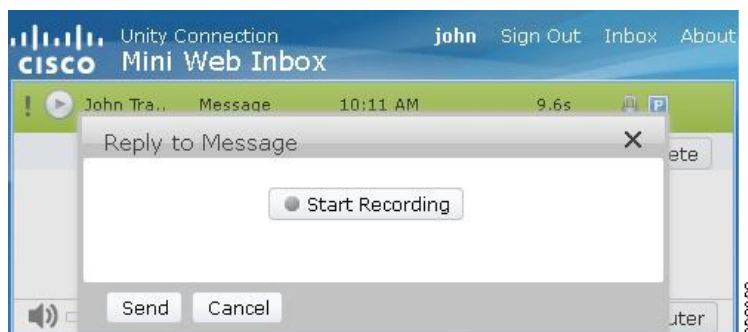 Unity Connection
CISCO Mini Web Inbox
john Sign Out Inbox About
! John Tra.. Message 10:11 AM 9.6s P
Reply to Message
ete
Start Recording
Send Cancel
uter